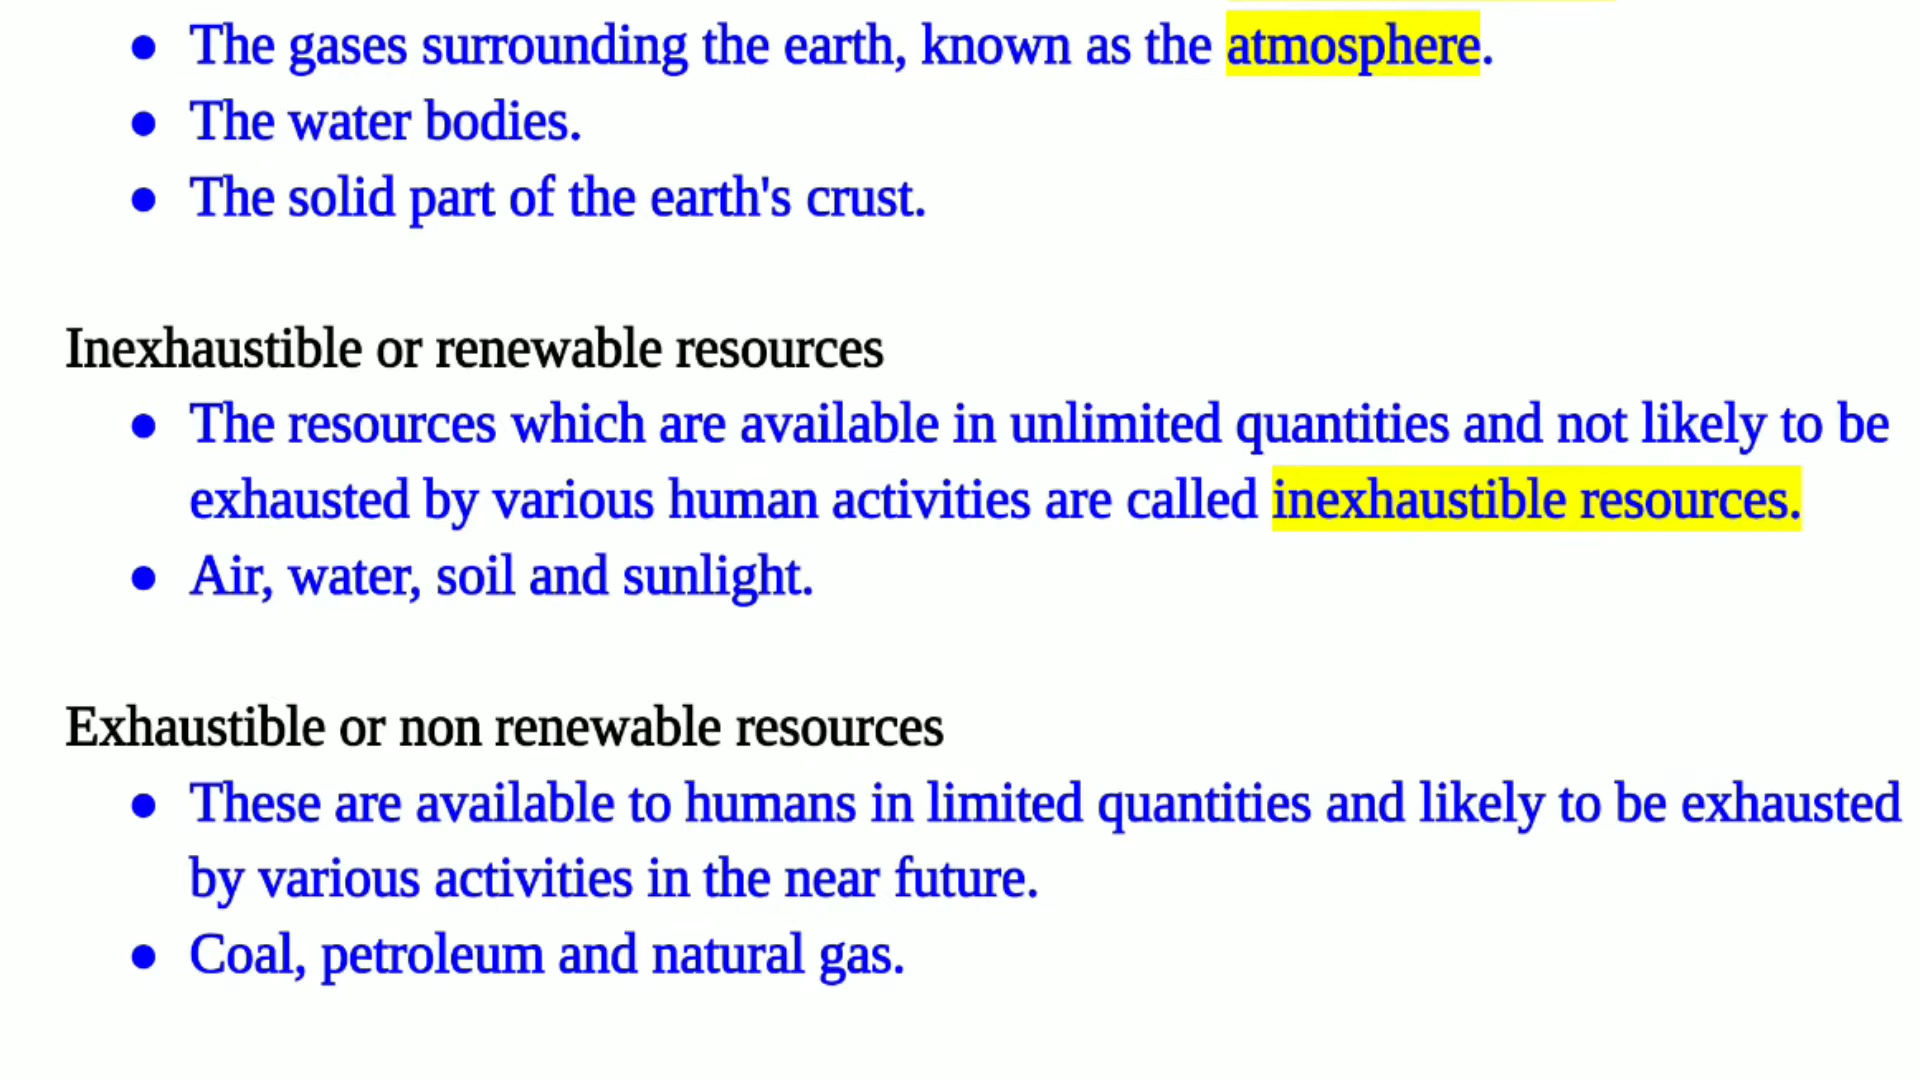 ● The gases surrounding the earth, known as the atmosphere.
● The water bodies.
● The solid part of the earth's crust.
Inexhaustible or renewable resources
● The resources which are available in unlimited quantities and not likely to be
exhausted by various human activities are called inexhaustible resources.
● Air, water, soil and sunlight.
Exhaustible or non renewable resources
● These are available to humans in limited quantities and likely to be exhausted
by various activities in the near future.
● Coal, petroleum and natural gas.